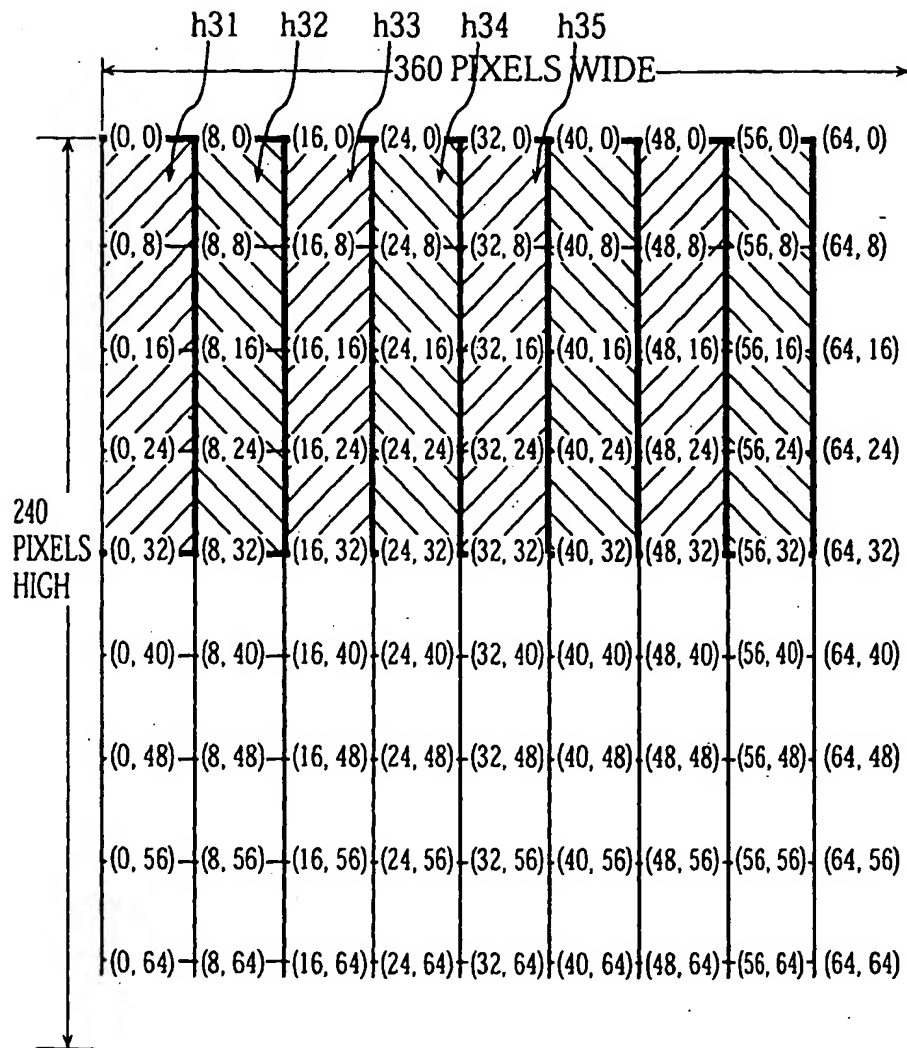 h31 h32 h33 h34 h35
360 PIXELS WIDE
(0, 0) (8, 0) (16, 0) (24, 0) (32, 0) (40, 0) (48, 0) (56, 0) (64, 0)
(0, 8) (8, 8) (16, 8) (24, 8) (32, 8) (40, 8) (48, 8) (56, 8) (64, 8)
(0, 16) (8, 16) (16, 16) (24, 16) (32, 16) (40, 16) (48, 16) (56, 16) (64, 16)
(0, 24) (8, 24) (16, 24) (24, 24) (32, 24) (40, 24) (48, 24) (56, 24) (64, 24)
240
PIXELS
HIGH
(0, 32) (8, 32) (16, 32) (24, 32) (32, 32) (40, 32) (48, 32) (56, 32) (64, 32)
(0, 40) (8, 40) (16, 40) (24, 40) (32, 40) (40, 40) (48, 40) (56, 40) (64, 40)
(0, 48) (8, 48) (16, 48) (24, 48) (32, 48) (40, 48) (48, 48) (56, 48) (64, 48)
(0, 56) (8, 56) (16, 56) (24, 56) (32, 56) (40, 56) (48, 56) (56, 56) (64, 56)
(0, 64) (8, 64) (16, 64) (24, 64) (32, 64) (40, 64) (48, 64) (56, 64) (64, 64)